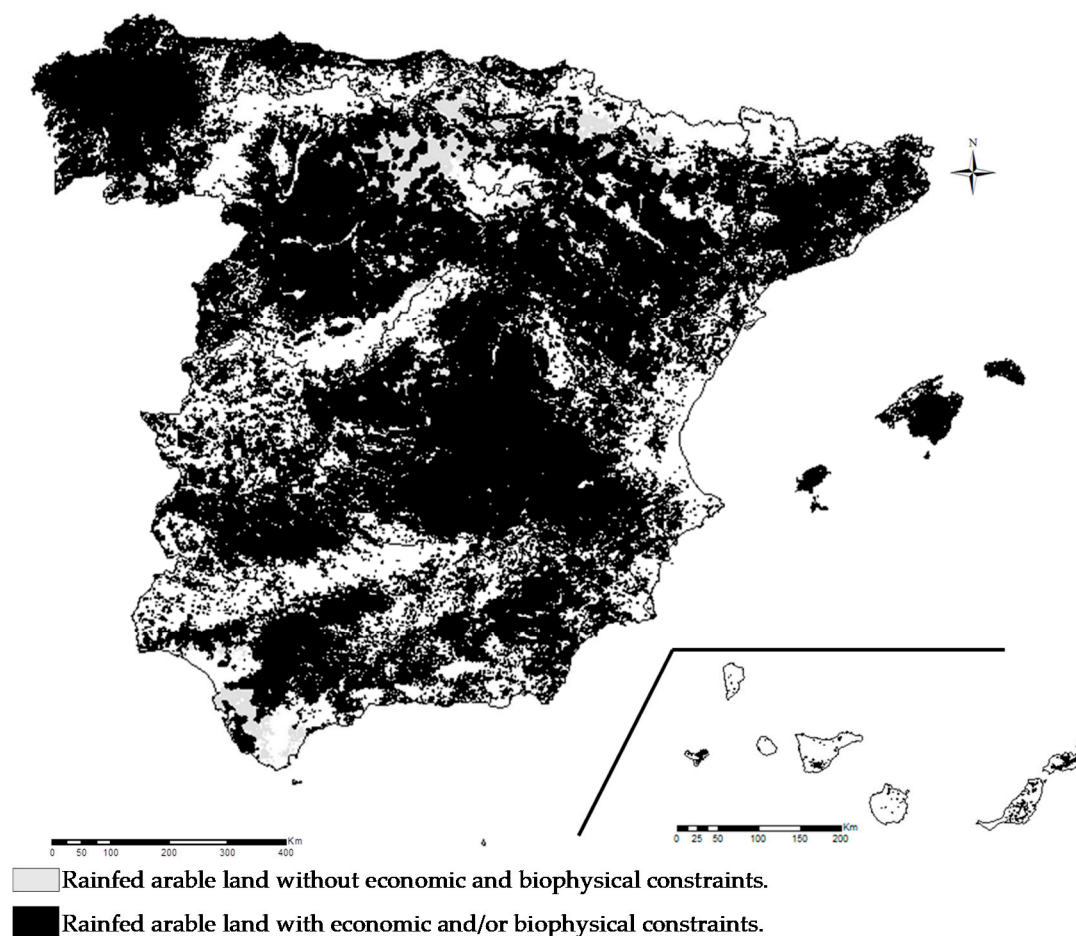 N
Km
0 50 100 200 300 400
Km
0 25 50 100 150 200
Rainfed arable land without economic and biophysical constraints.
Rainfed arable land with economic and/or biophysical constraints.